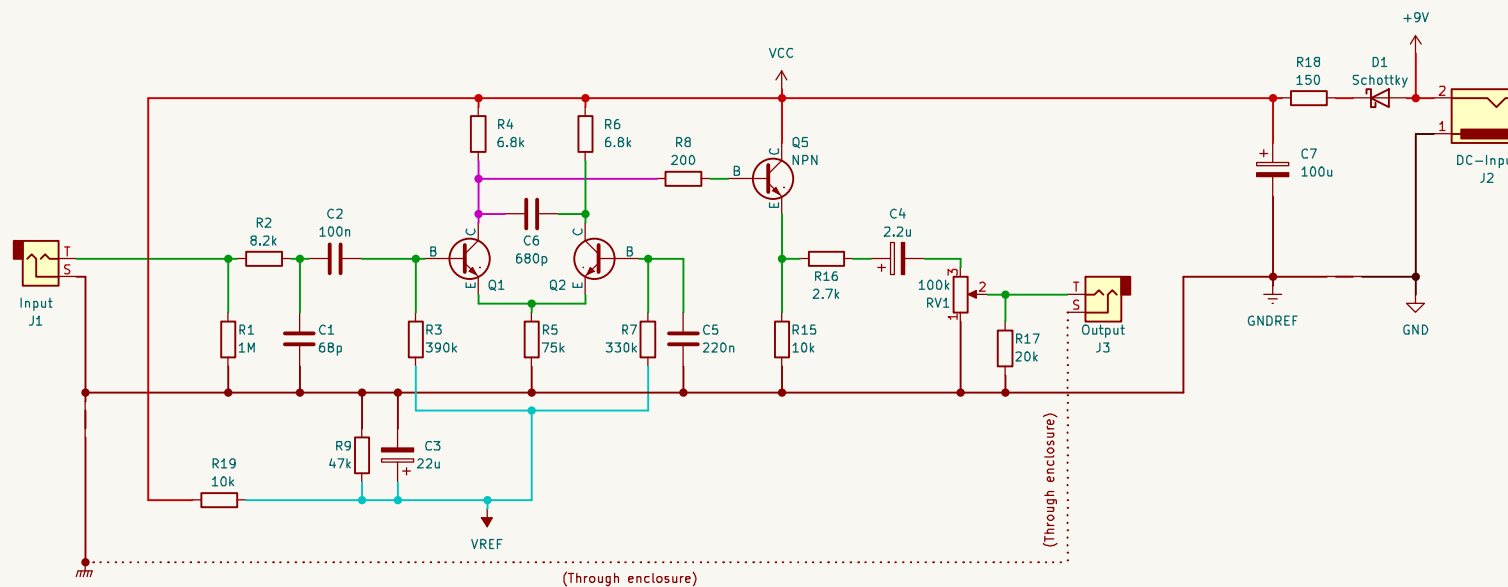 +9V
VCC
R18
150
D1
Schottky
R4
6.8k
R6
6.8k
R8
200
Q5
NPN
B
C
E
2
1
C7
100u
DC-Inpu
J2
R2
8.2k
C2
100n
C6
680p
C4
2.2u
T
S
B
C
E
Q1
C
E
Q2
B
R16
2.7k
3
2
1
100k
RV1
T
S
Input
J1
Output
J3
GNDREF
GND
R1
1M
C1
68p
R3
390k
R5
75k
R7
330k
C5
220n
R15
10k
R17
20k
R9
47k
C3
22u
R19
10k
VREF
(Through enclosure)
(Through enclosure)